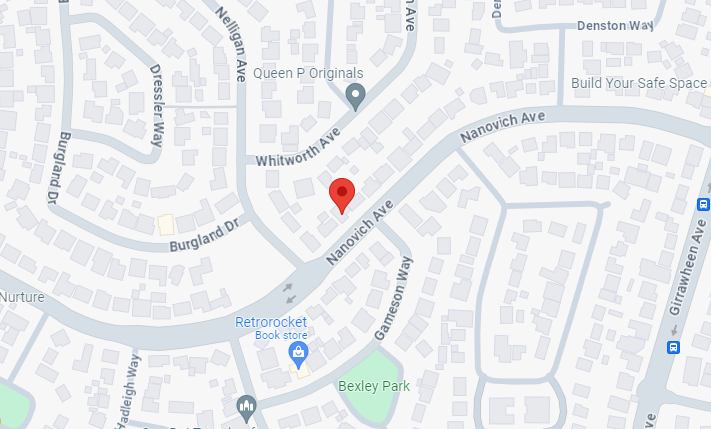 Nelligan Ave
Denston Way
Queen P Originals
Build Your Safe Space
Dressler Way
Nanovich Ave
Whitworth Ave
Burgland Dr
Burgland Dr
Nanovich Ave
Girrawheen Ave
Gameson Way
Nurture
Retrorocket
Book store
Hadleigh Way
Bexley Park